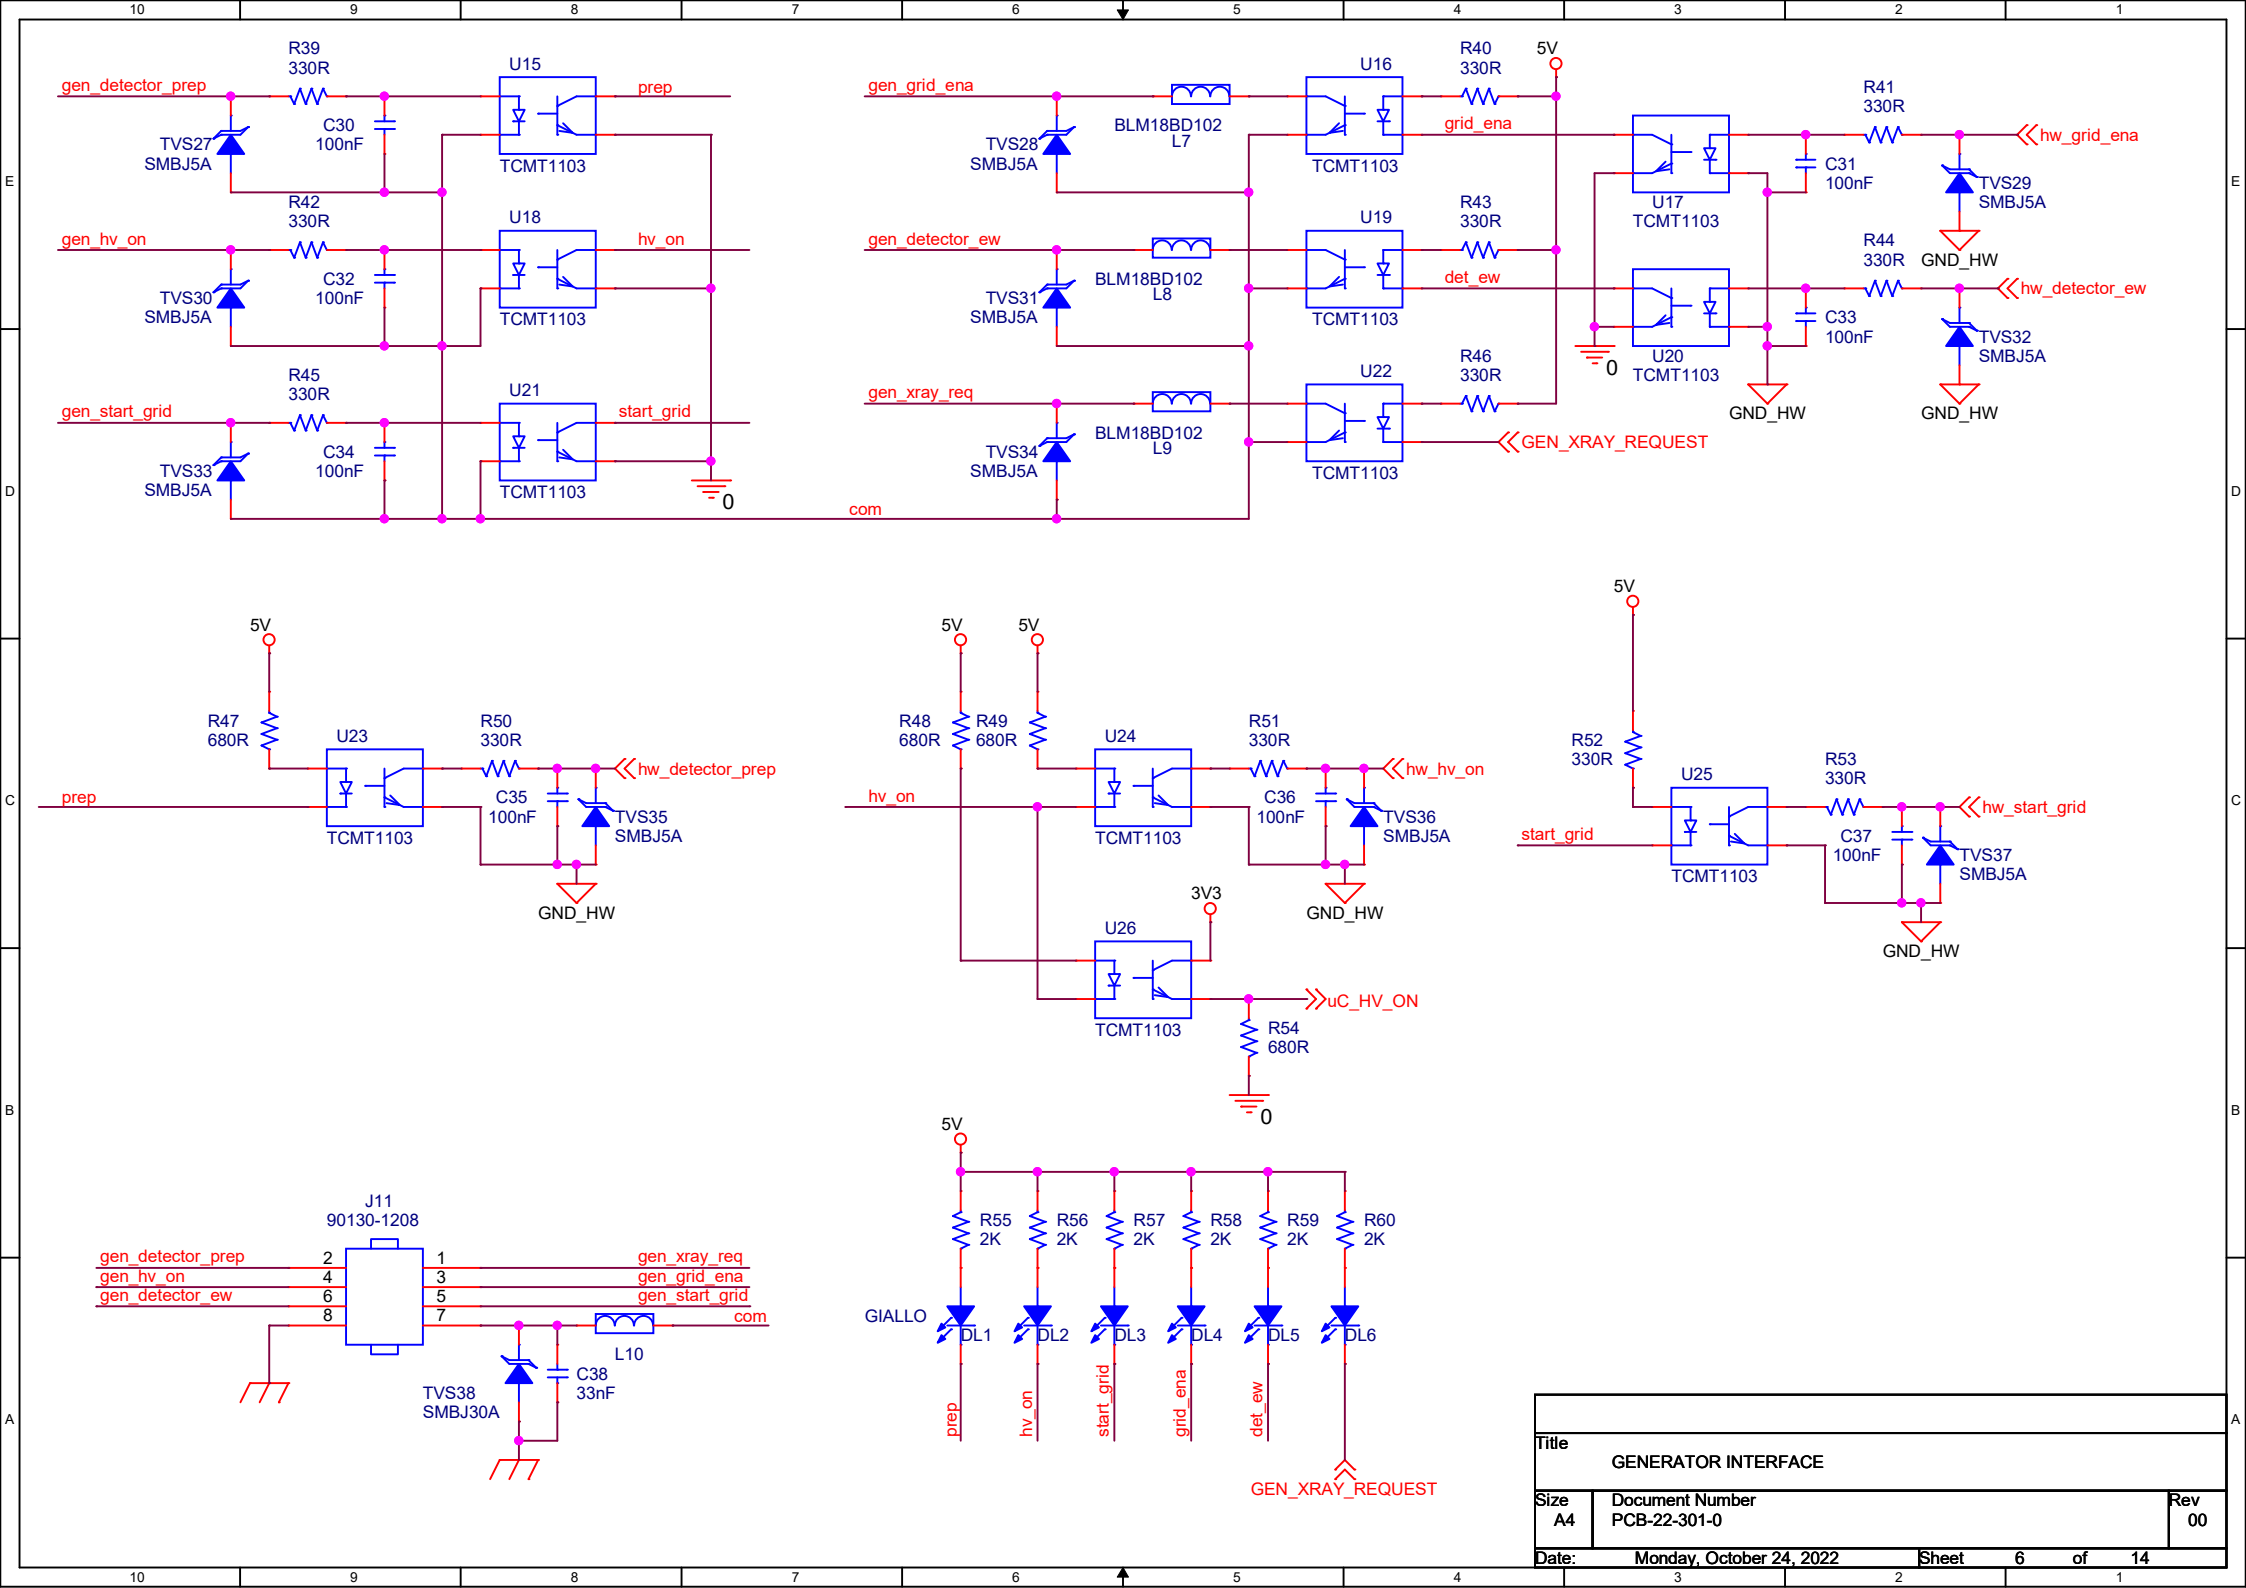 10 9 8 7 6 5 4 3 2 1
E E
D D
C C
B B
A A
gen_detector_prep
R39
330R
C30
100nF
TVS27
SMBJ5A
U15
TCMT1103
prep
gen_hv_on
R42
330R
C32
100nF
TVS30
SMBJ5A
U18
TCMT1103
hv_on
gen_start_grid
R45
330R
C34
100nF
TVS33
SMBJ5A
U21
TCMT1103
start_grid
0
com
gen_grid_ena
TVS28
SMBJ5A
BLM18BD102
L7
U16
TCMT1103
R40
330R
5V
grid_ena
gen_detector_ew
TVS31
SMBJ5A
BLM18BD102
L8
U19
TCMT1103
R43
330R
det_ew
gen_xray_req
TVS34
SMBJ5A
BLM18BD102
L9
U22
TCMT1103
R46
330R
GEN_XRAY_REQUEST
U17
TCMT1103
R41
330R
C31
100nF
hw_grid_ena
TVS29
SMBJ5A
GND_HW
U20
TCMT1103
R44
330R
C33
100nF
hw_detector_ew
TVS32
SMBJ5A
GND_HW
GND_HW
0
5V
R47
680R
prep
U23
TCMT1103
R50
330R
C35
100nF
hw_detector_prep
TVS35
SMBJ5A
GND_HW
5V
5V
R48
680R
R49
680R
hv_on
U24
TCMT1103
R51
330R
C36
100nF
hw_hv_on
TVS36
SMBJ5A
GND_HW
3V3
U26
TCMT1103
uC_HV_ON
R54
680R
0
5V
R52
330R
start_grid
U25
TCMT1103
R53
330R
C37
100nF
hw_start_grid
TVS37
SMBJ5A
GND_HW
J11
90130-1208
gen_detector_prep 2 1 gen_xray_req
gen_hv_on 4 3 gen_grid_ena
gen_detector_ew 6 5 gen_start_grid
8 7 com
L10
TVS38
SMBJ30A
C38
33nF
5V
R55
2K
R56
2K
R57
2K
R58
2K
R59
2K
R60
2K
GIALLO
DL1 DL2 DL3 DL4 DL5 DL6
prep
hv_on
start_grid
grid_ena
det_ew
GEN_XRAY_REQUEST
Title
GENERATOR INTERFACE
Size
A4
Document Number
PCB-22-301-0
Rev
00
Date: Monday, October 24, 2022 Sheet 6 of 14
10 9 8 7 6 5 4 3 2 1